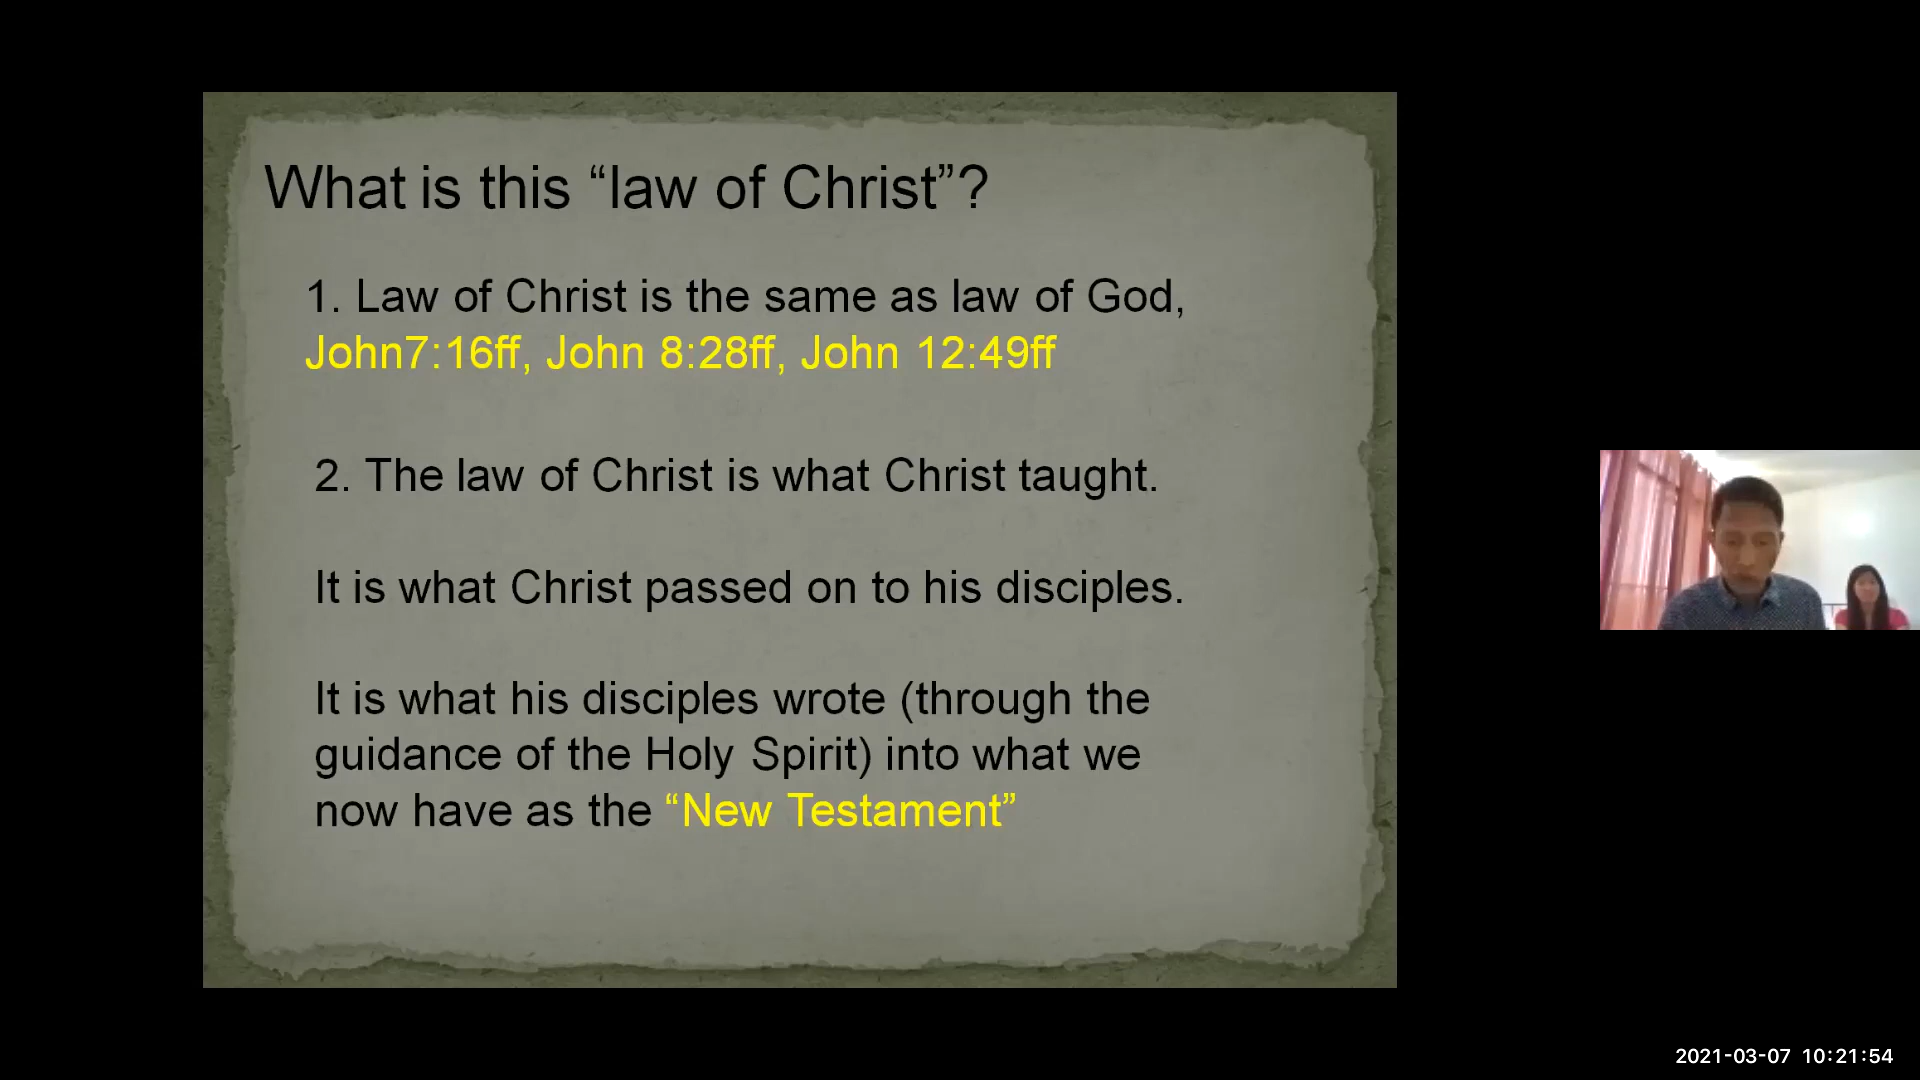 What is this “law of Christ”?
1. Law of Christ is the same as law of God,
John7:16ff, John 8:28ff, John 12:49ff
2. The law of Christ is what Christ taught.
It is what Christ passed on to his disciples.
It is what his disciples wrote (through the
guidance of the Holy Spirit) into what we
now have as the “New Testament”
2021-03-07 10:21:54